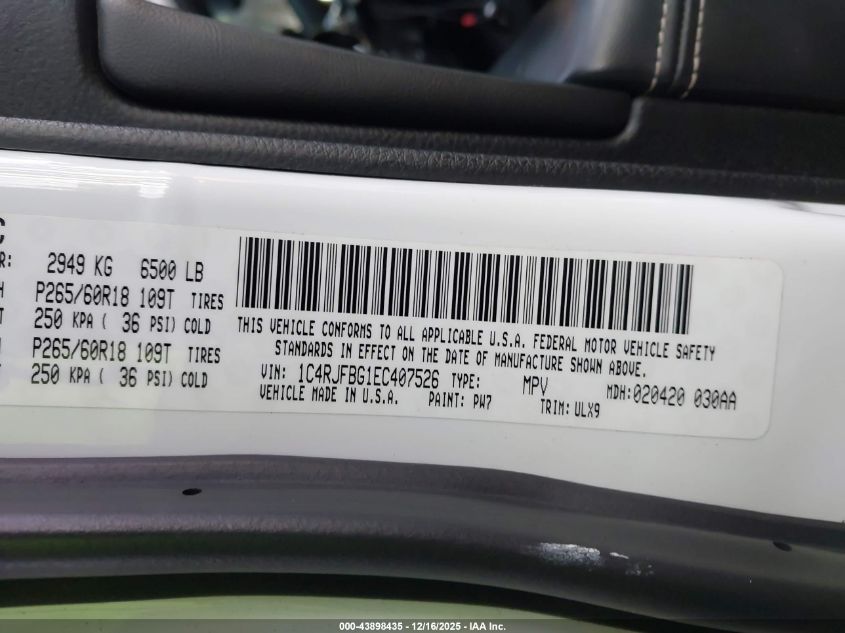 C
R: 2949 KG 6500 LB
H P265/60R18 109T TIRES
T 250 KPA ( 36 PSI) COLD
P265/60R18 109T TIRES
T 250 KPA ( 36 PSI) COLD
THIS VEHICLE CONFORMS TO ALL APPLICABLE U.S.A. FEDERAL MOTOR VEHICLE SAFETY
STANDARDS IN EFFECT ON THE DATE OF MANUFACTURE SHOWN ABOVE.
VIN: 1C4RJFBG1EC407526 TYPE: MPV MDH:020420 030AA
VEHICLE MADE IN U.S.A. PAINT: PW7 TRIM: ULX9
000-43898435 - 12/16/2025 - IAA Inc.